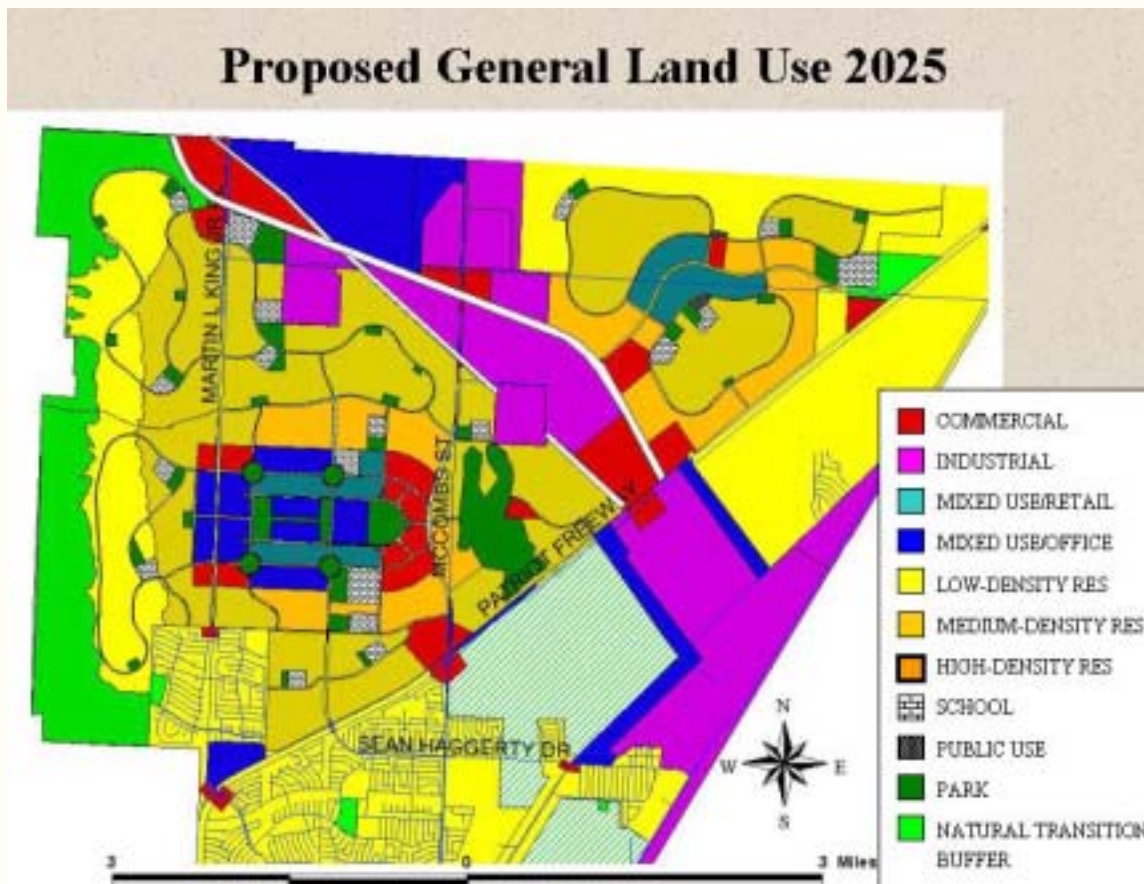 Proposed General Land Use 2025
MARTIN L KING JR.
MCCOMBS ST
PATRIOT FREEWAY
SEAN HAGGERTY DR
COMMERCIAL
INDUSTRIAL
MIXED USE/RETAIL
MIXED USE/OFFICE
LOW-DENSITY RES
MEDIUM-DENSITY RES
HIGH-DENSITY RES
SCHOOL
PUBLIC USE
PARK
NATURAL TRANSITION
BUFFER
N
W E
S
3 0 3 Miles